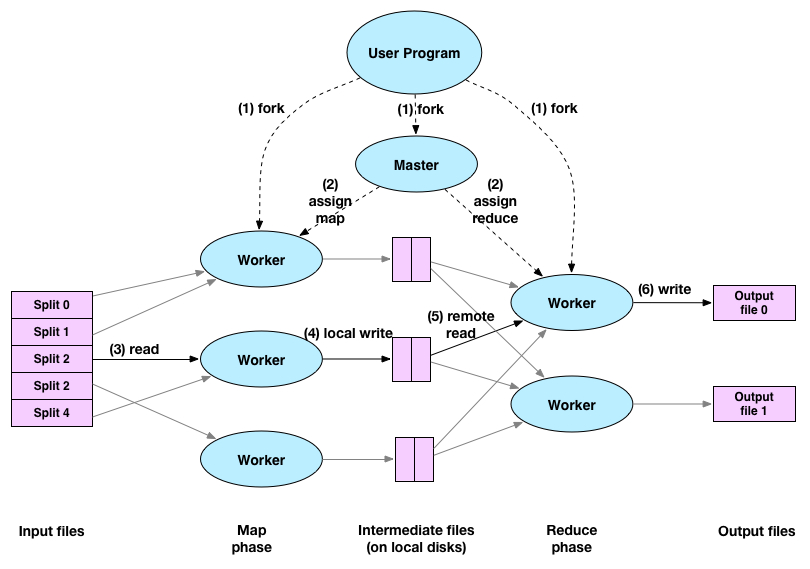 User Program
(1) fork
(1) fork
(1) fork
Master
(2)
assign
map
(2)
assign
reduce
Worker
Split 0
Split 1
Split 2
Split 2
Split 4
(3) read
Worker
(4) local write
(5) remote
read
Worker
(6) write
Output
file 0
Worker
Output
file 1
Worker
Input files
Map
phase
Intermediate files
(on local disks)
Reduce
phase
Output files